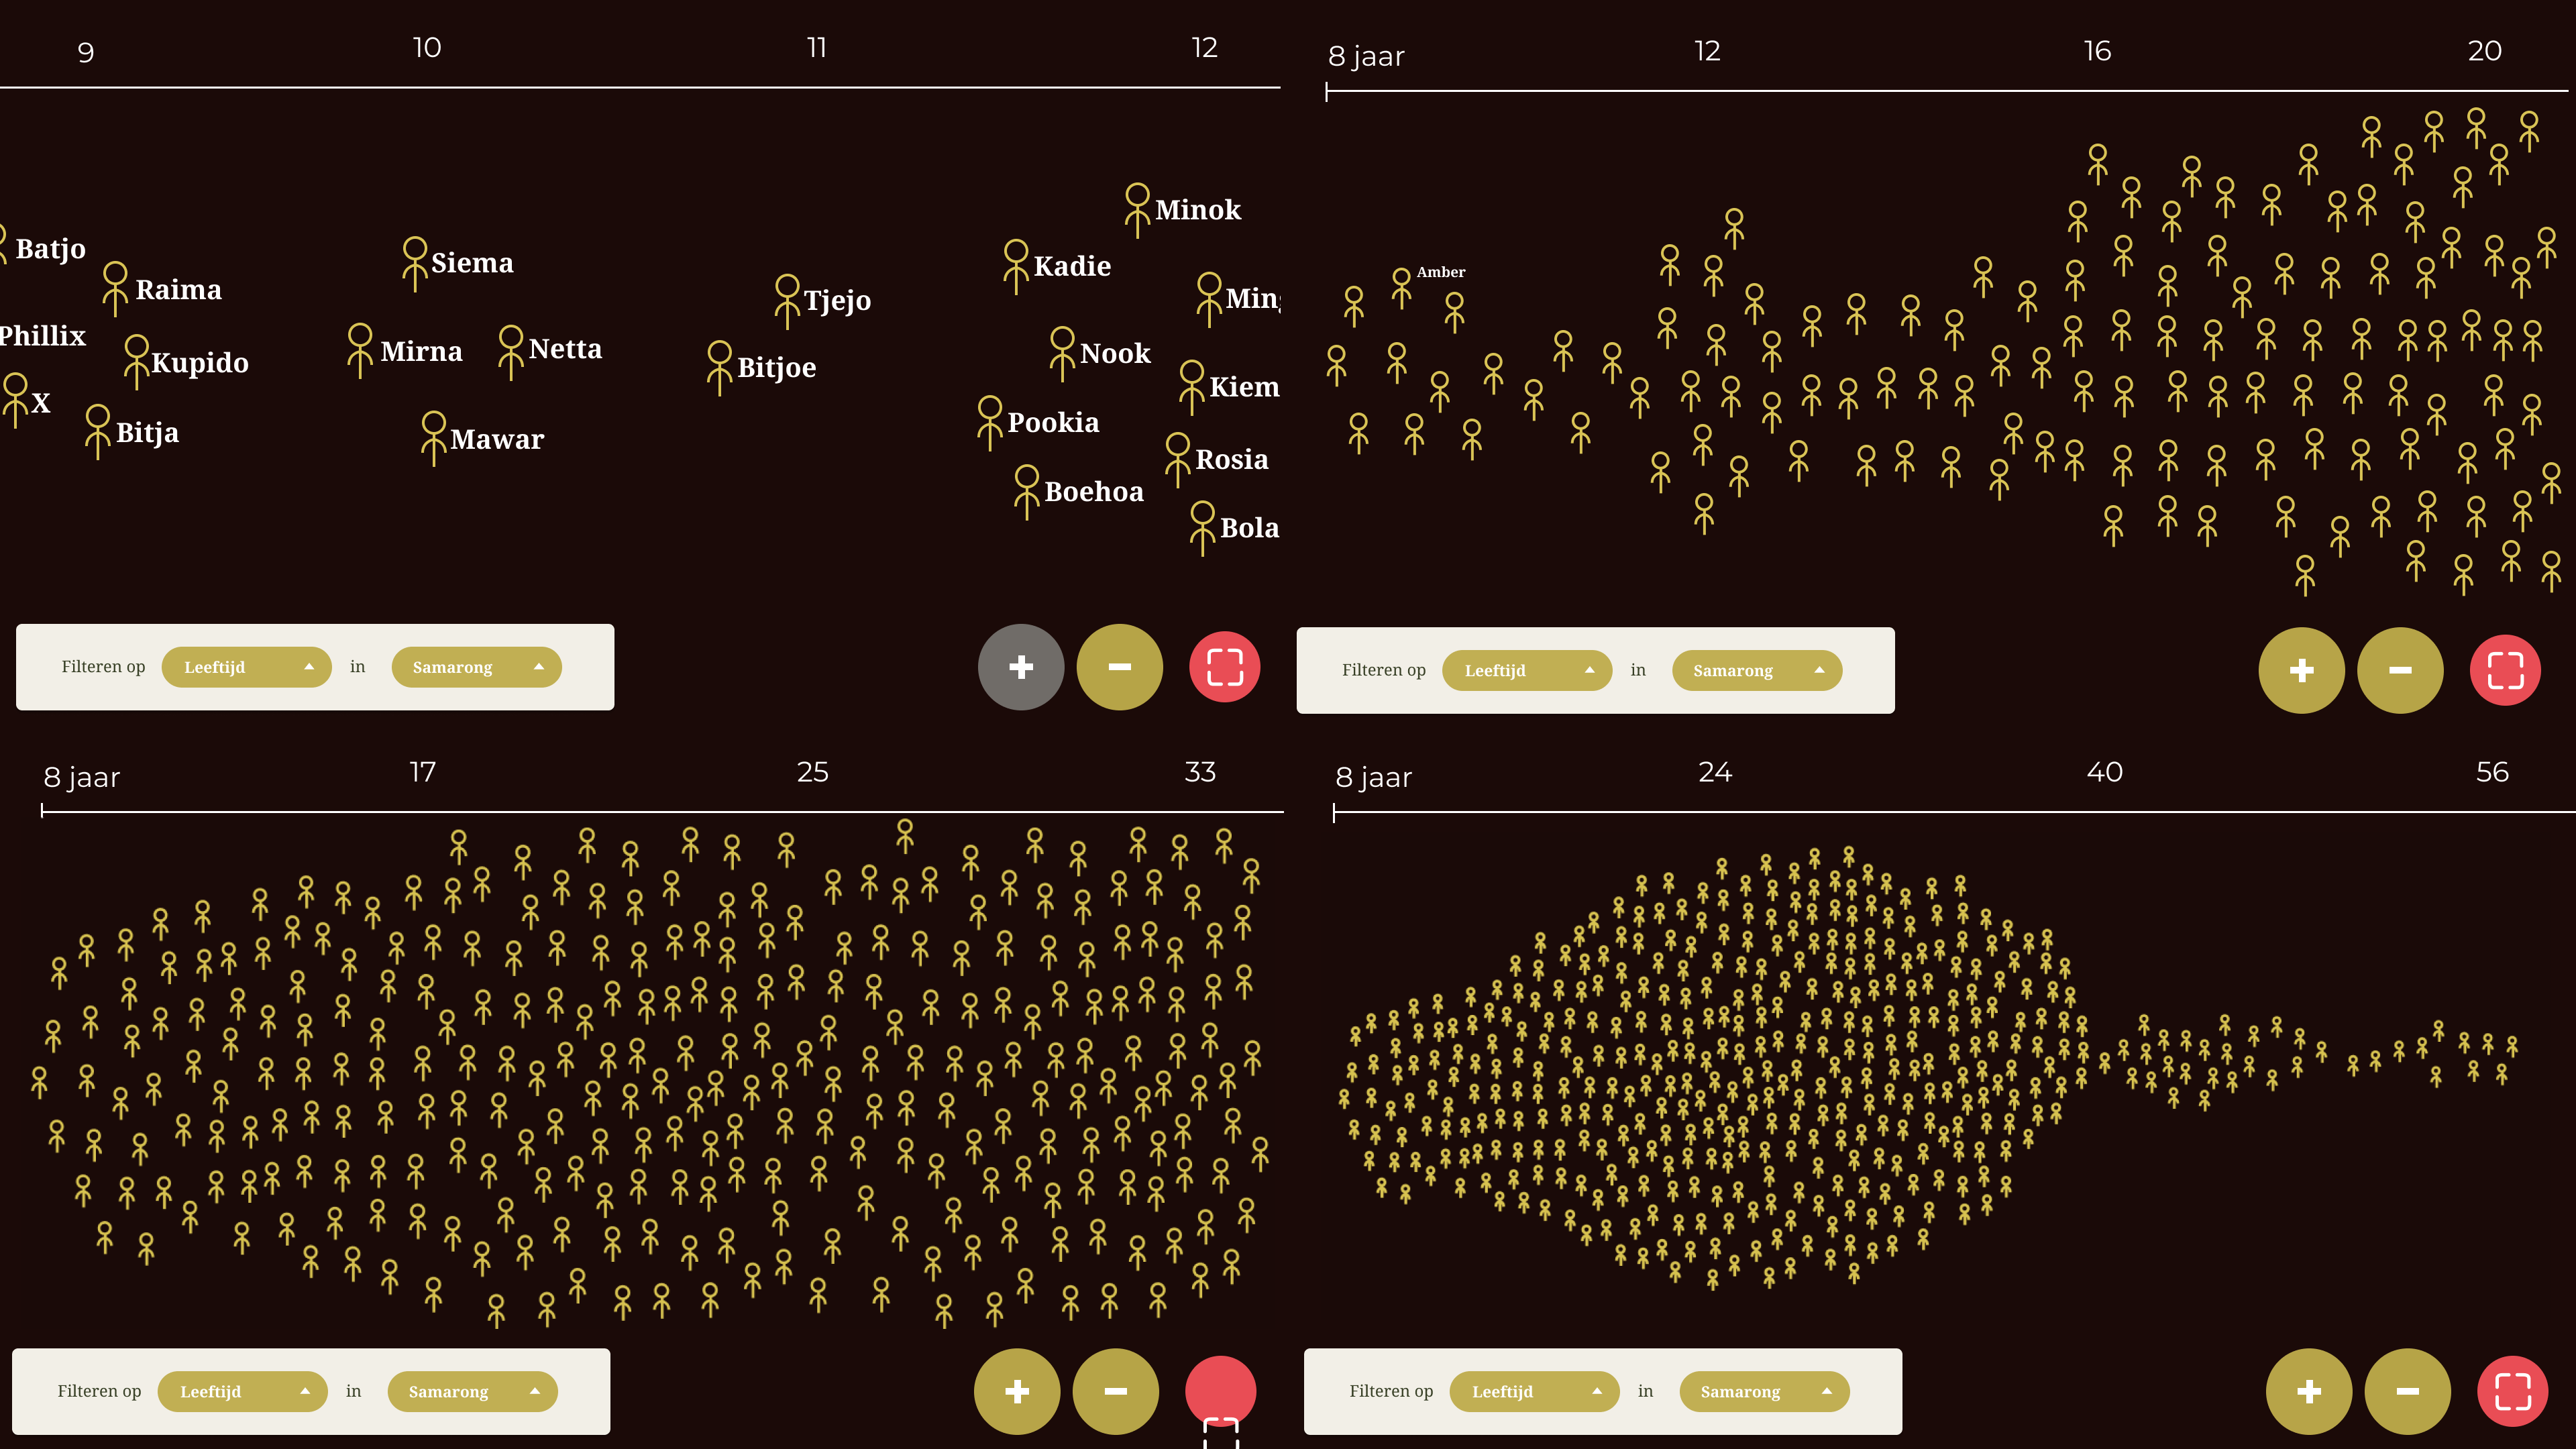 9 10 11 12
Minok
Batjo
Siema
Kadie
Raima
Tjejo
Phillix
Mirna
Netta
Nook
Kupido
Bitjoe
Kiem
X
Bitja
Mawar
Pookia
Rosia
Boehoa
Bola
Filteren op Leeftijd in Samarong
8 jaar 12 16 20
Amber
Filteren op Leeftijd in Samarong
8 jaar 17 25 33
Filteren op Leeftijd in Samarong
8 jaar 24 40 56
Filteren op Leeftijd in Samarong